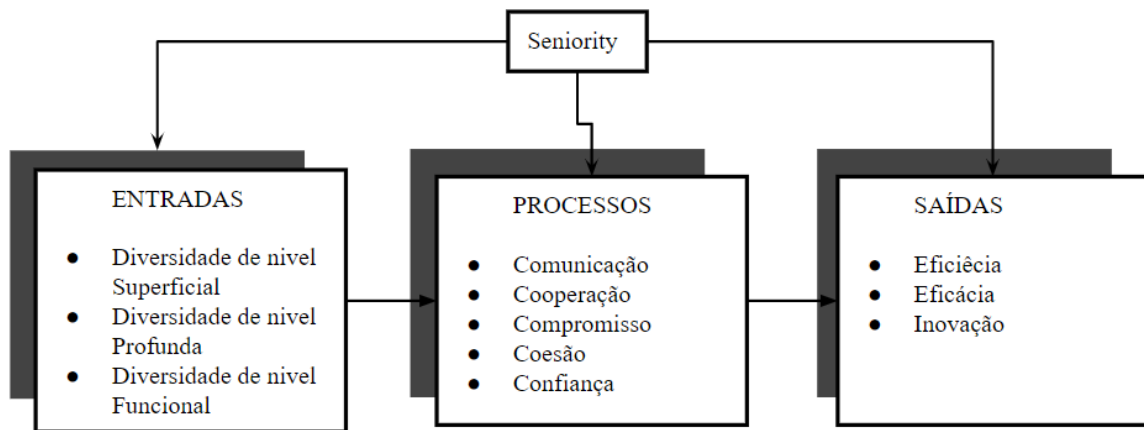 Seniority
ENTRADAS
● Diversidade de nivel
Superficial
● Diversidade de nivel
Profunda
● Diversidade de nivel
Funcional
PROCESSOS
● Comunicação
● Cooperação
● Compromisso
● Coesão
● Confiança
SAÍDAS
● Eficiêcia
● Eficácia
● Inovação